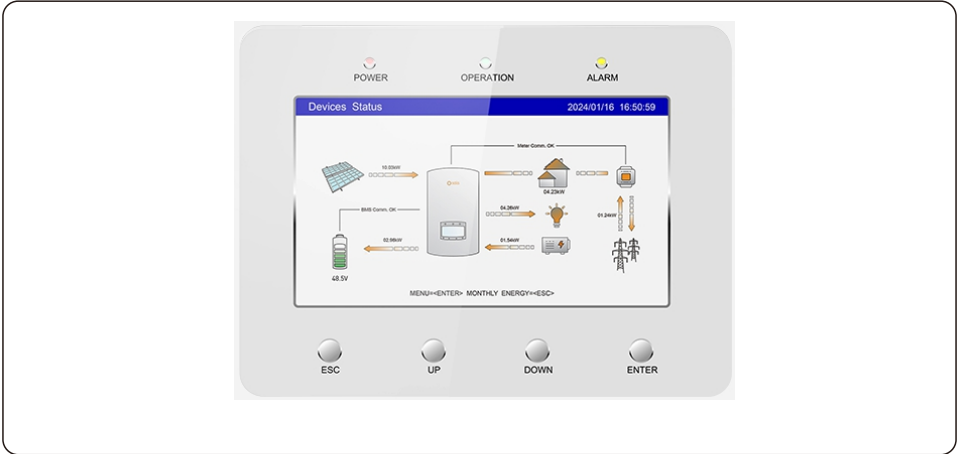 POWER
OPERATION
ALARM
Devices Status
2024/01/16 16:50:59
Meter Comm. OK
10.03kW
04.23kW
BMS Comm. OK
04.26kW
01.24kW
02.96kW
01.54kW
48.5V
MENU=<ENTER> MONTHLY ENERGY=<ESC>
ESC
UP
DOWN
ENTER